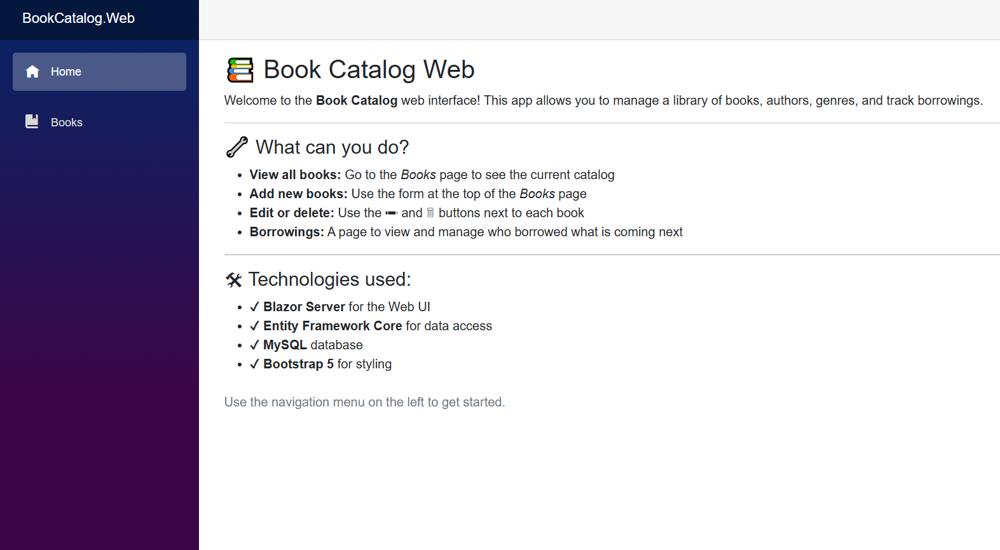 BookCatalog.Web
Home
Books
Book Catalog Web
Welcome to the Book Catalog web interface! This app allows you to manage a library of books, authors, genres, and track borrowings.
What can you do?
View all books: Go to the Books page to see the current catalog
Add new books: Use the form at the top of the Books page
Edit or delete: Use the ✏ and 🗑 buttons next to each book
Borrowings: A page to view and manage who borrowed what is coming next
Technologies used:
✓ Blazor Server for the Web UI
✓ Entity Framework Core for data access
✓ MySQL database
✓ Bootstrap 5 for styling
Use the navigation menu on the left to get started.